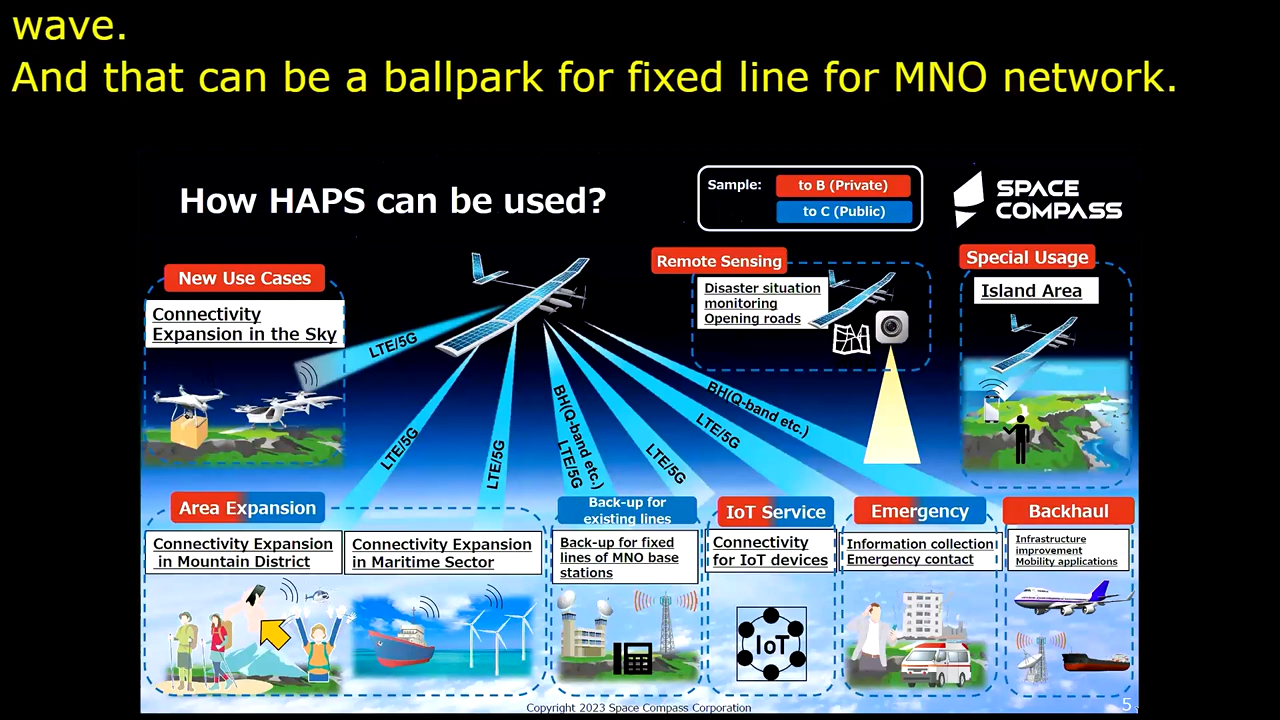 wave.
And that can be a ballpark for fixed line for MNO network.
How HAPS can be used?
Sample:
to B (Private)
to C (Public)
SPACE
COMPASS
New Use Cases
Connectivity
Expansion in the Sky
LTE/5G
Remote Sensing
Disaster situation
monitoring
Opening roads
Special Usage
Island Area
LTE/5G
LTE/5G
BH(Q-band etc.)
LTE/5G
LTE/5G
LTE/5G
BH(Q-band etc.)
Area Expansion
Connectivity Expansion
in Mountain District
Connectivity Expansion
in Maritime Sector
Back-up for
existing lines
Back-up for fixed
lines of MNO base
stations
IoT Service
Connectivity
for IoT devices
IoT
Emergency
Information collection
Emergency contact
Backhaul
Infrastructure
improvement
Mobility applications
Copyright 2023 Space Compass Corporation
5